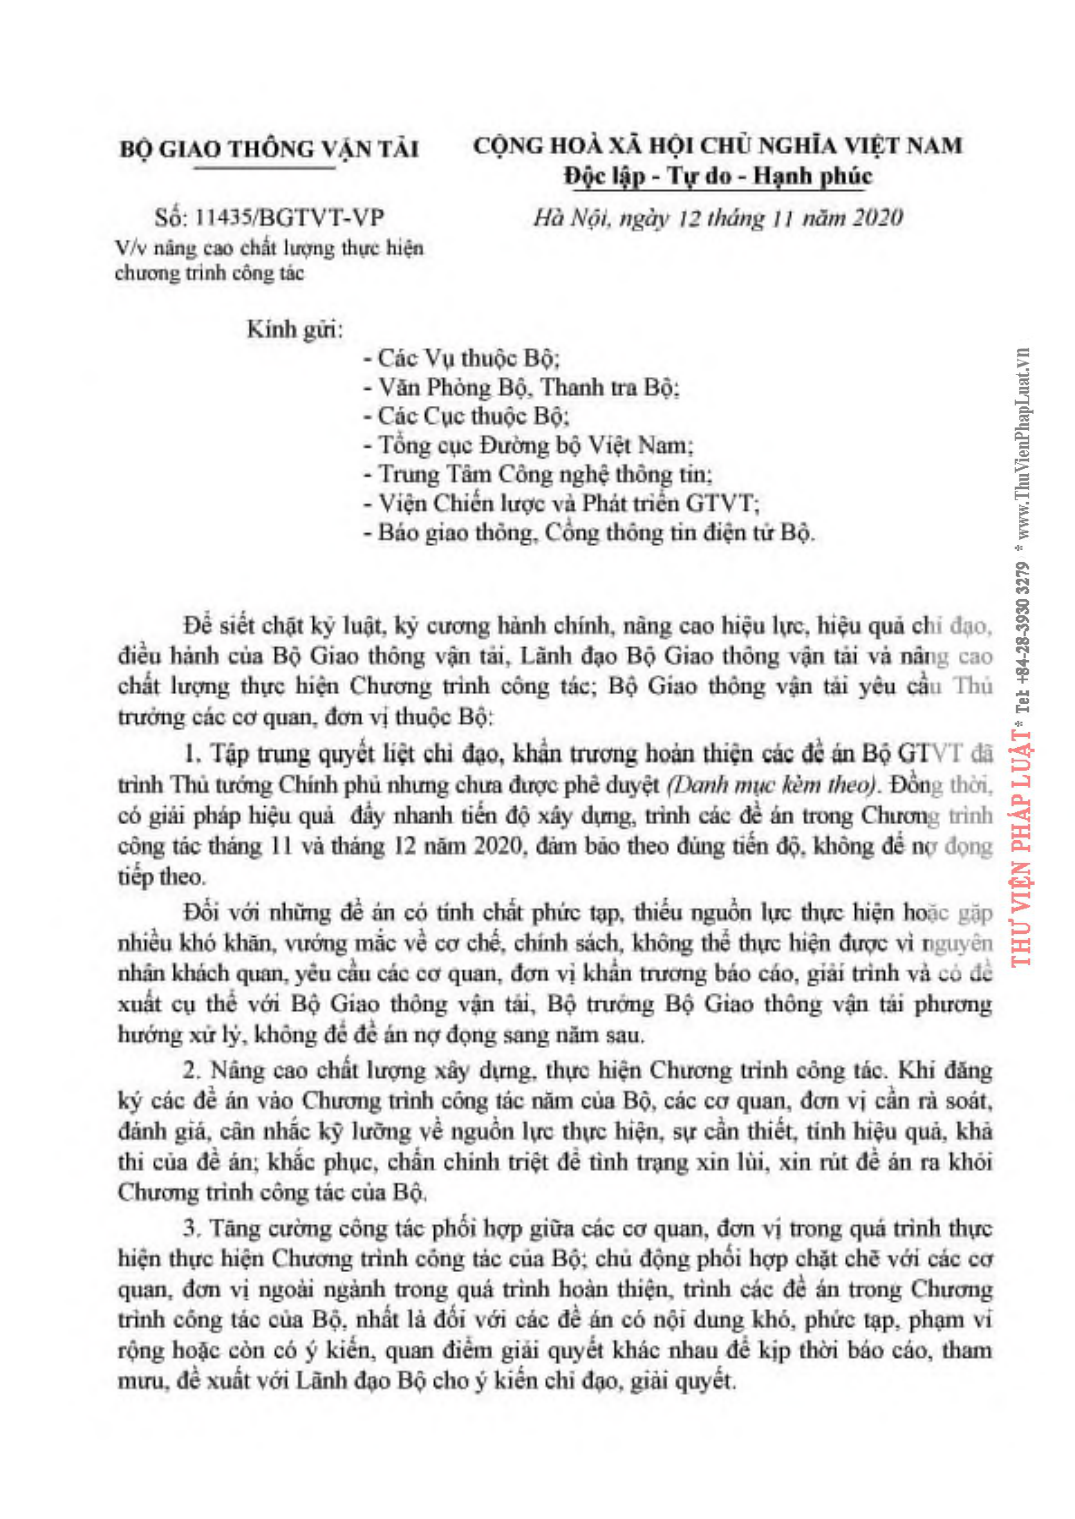 BỘ GIAO THÔNG VẬN TẢI
CỘNG HOÀ XÃ HỘI CHỦ NGHĨA VIỆT NAM
Độc lập - Tự do - Hạnh phúc
Số: 11435/BGTVT-VP
Hà Nội, ngày 12 tháng 11 năm 2020
V/v nâng cao chất lượng thực hiện
chương trình công tác
Kính gửi:
- Các Vụ thuộc Bộ;
- Văn Phòng Bộ, Thanh tra Bộ;
- Các Cục thuộc Bộ;
- Tổng cục Đường bộ Việt Nam;
- Trung Tâm Công nghệ thông tin;
- Viện Chiến lược và Phát triển GTVT;
- Báo giao thông, Cổng thông tin điện tử Bộ.
Để siết chặt kỷ luật, kỷ cương hành chính, nâng cao hiệu lực, hiệu quả chỉ đạo,
điều hành của Bộ Giao thông vận tải, Lãnh đạo Bộ Giao thông vận tải và nâng cao
chất lượng thực hiện Chương trình công tác; Bộ Giao thông vận tải yêu cầu Thủ
trưởng các cơ quan, đơn vị thuộc Bộ:
1. Tập trung quyết liệt chỉ đạo, khẩn trương hoàn thiện các đề án Bộ GTVT đã
trình Thủ tướng Chính phủ nhưng chưa được phê duyệt (Danh mục kèm theo). Đồng thời,
có giải pháp hiệu quả đẩy nhanh tiến độ xây dựng, trình các đề án trong Chương trình
công tác tháng 11 và tháng 12 năm 2020, đảm bảo theo đúng tiến độ, không để nợ đọng
tiếp theo.
Đối với những đề án có tính chất phức tạp, thiếu nguồn lực thực hiện hoặc gặp
nhiều khó khăn, vướng mắc về cơ chế, chính sách, không thể thực hiện được vì nguyên
nhân khách quan, yêu cầu các cơ quan, đơn vị khẩn trương báo cáo, giải trình và có đề
xuất cụ thể với Bộ Giao thông vận tải, Bộ trưởng Bộ Giao thông vận tải phương
hướng xử lý, không để đề án nợ đọng sang năm sau.
2. Nâng cao chất lượng xây dựng, thực hiện Chương trình công tác. Khi đăng
ký các đề án vào Chương trình công tác năm của Bộ, các cơ quan, đơn vị cần rà soát,
đánh giá, cân nhắc kỹ lưỡng về nguồn lực thực hiện, sự cần thiết, tính hiệu quả, khả
thi của đề án; khắc phục, chấn chỉnh triệt để tình trạng xin lùi, xin rút đề án ra khỏi
Chương trình công tác của Bộ.
3. Tăng cường công tác phối hợp giữa các cơ quan, đơn vị trong quá trình thực
hiện thực hiện Chương trình công tác của Bộ; chủ động phối hợp chặt chẽ với các cơ
quan, đơn vị ngoài ngành trong quá trình hoàn thiện, trình các đề án trong Chương
trình công tác của Bộ, nhất là đối với các đề án có nội dung khó, phức tạp, phạm vi
rộng hoặc còn có ý kiến, quan điểm giải quyết khác nhau để kịp thời báo cáo, tham
mưu, đề xuất với Lãnh đạo Bộ cho ý kiến chỉ đạo, giải quyết.
THƯ VIỆN PHÁP LUẬT * Tel: +84-28-3930 3279 * www.ThuVienPhapLuat.vn